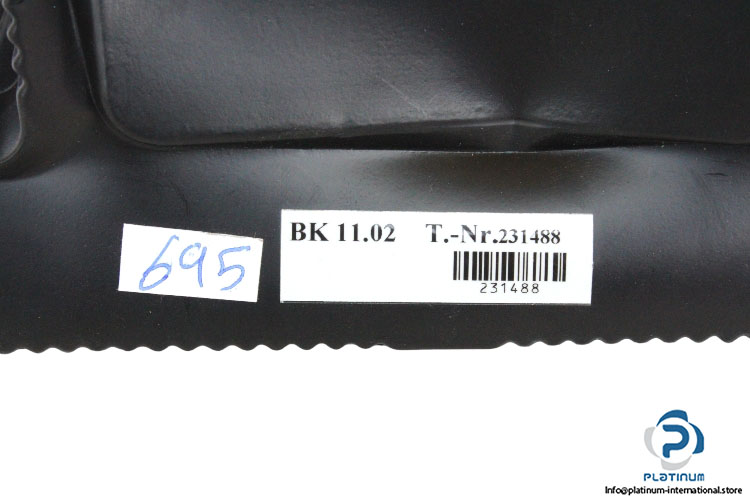 695
BK 11.02 T.-Nr.231488
231488
PLATINUM
Info@platinum-international.store